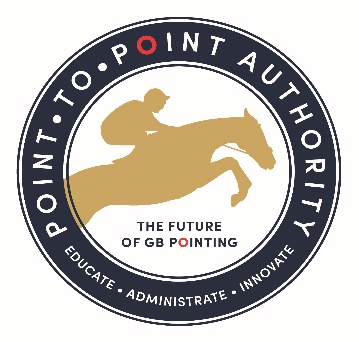 POINT•TO•POINT AUTHORITY
THE FUTURE
OF GB POINTING
EDUCATE • ADMINISTRATE • INNOVATE